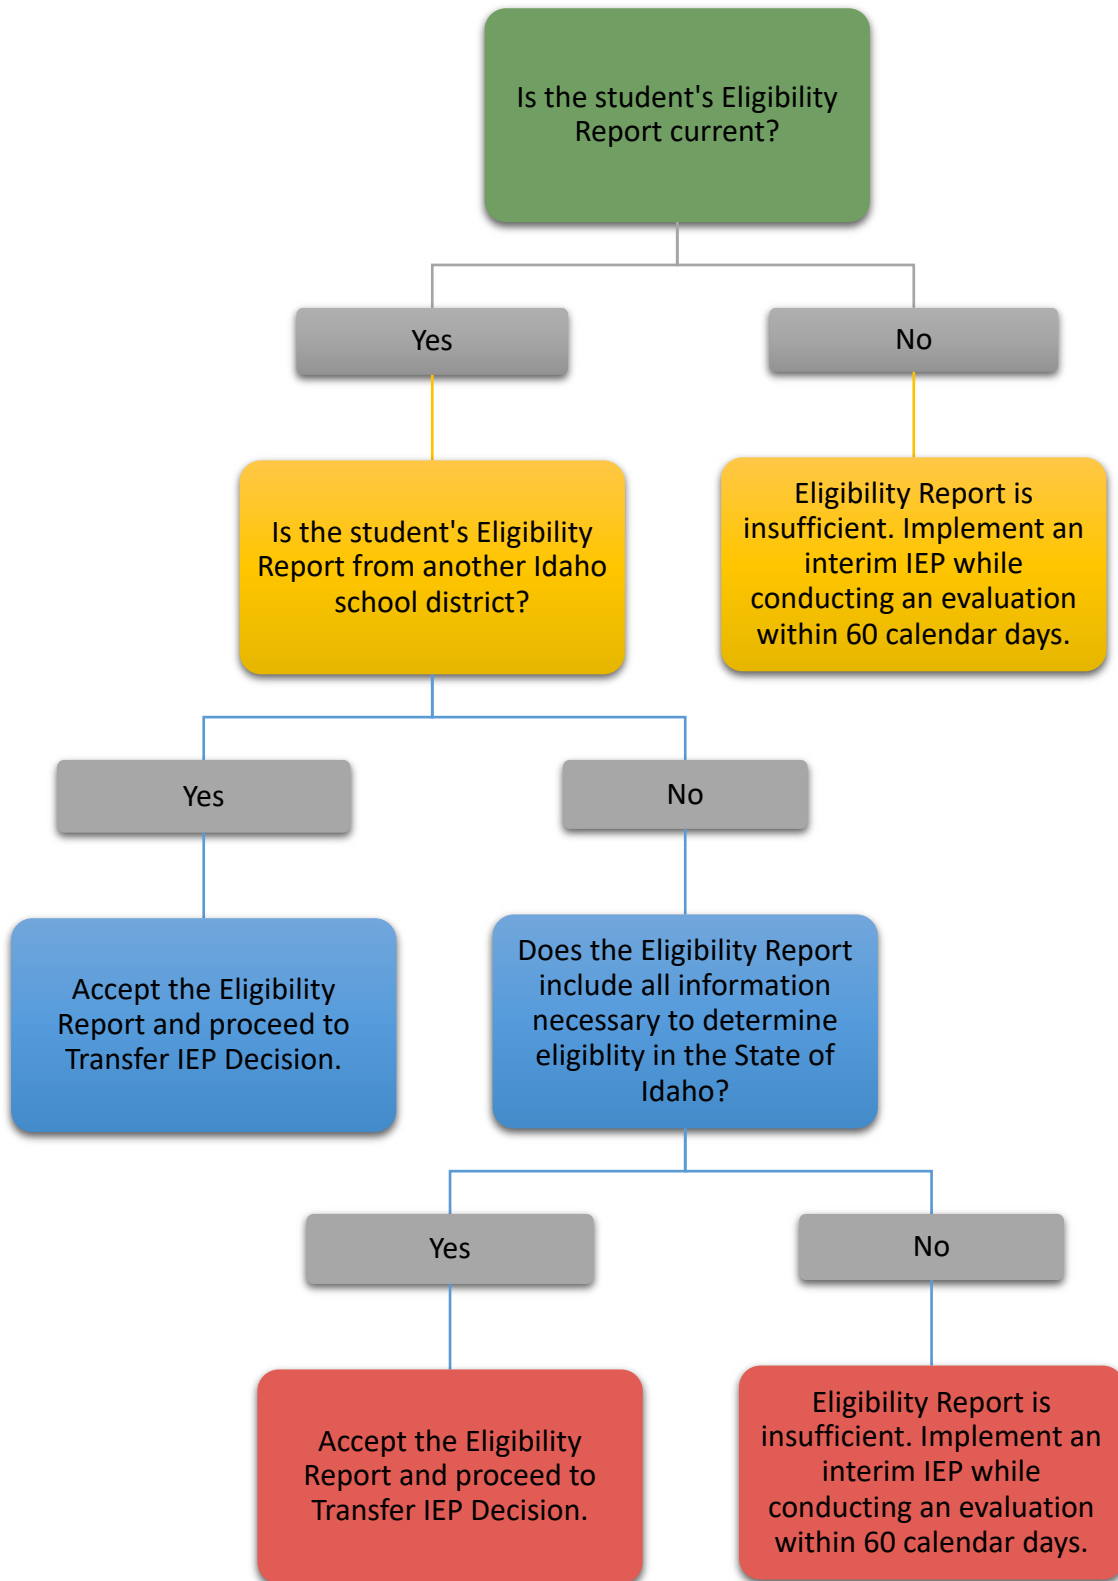 Is the student's Eligibility
Report current?
Yes
No
Is the student's Eligibility
Report from another Idaho
school district?
Eligibility Report is
insufficient. Implement an
interim IEP while
conducting an evaluation
within 60 calendar days.
Yes
No
Accept the Eligibility
Report and proceed to
Transfer IEP Decision.
Does the Eligibility Report
include all information
necessary to determine
eligiblity in the State of
Idaho?
Yes
No
Accept the Eligibility
Report and proceed to
Transfer IEP Decision.
Eligibility Report is
insufficient. Implement an
interim IEP while
conducting an evaluation
within 60 calendar days.